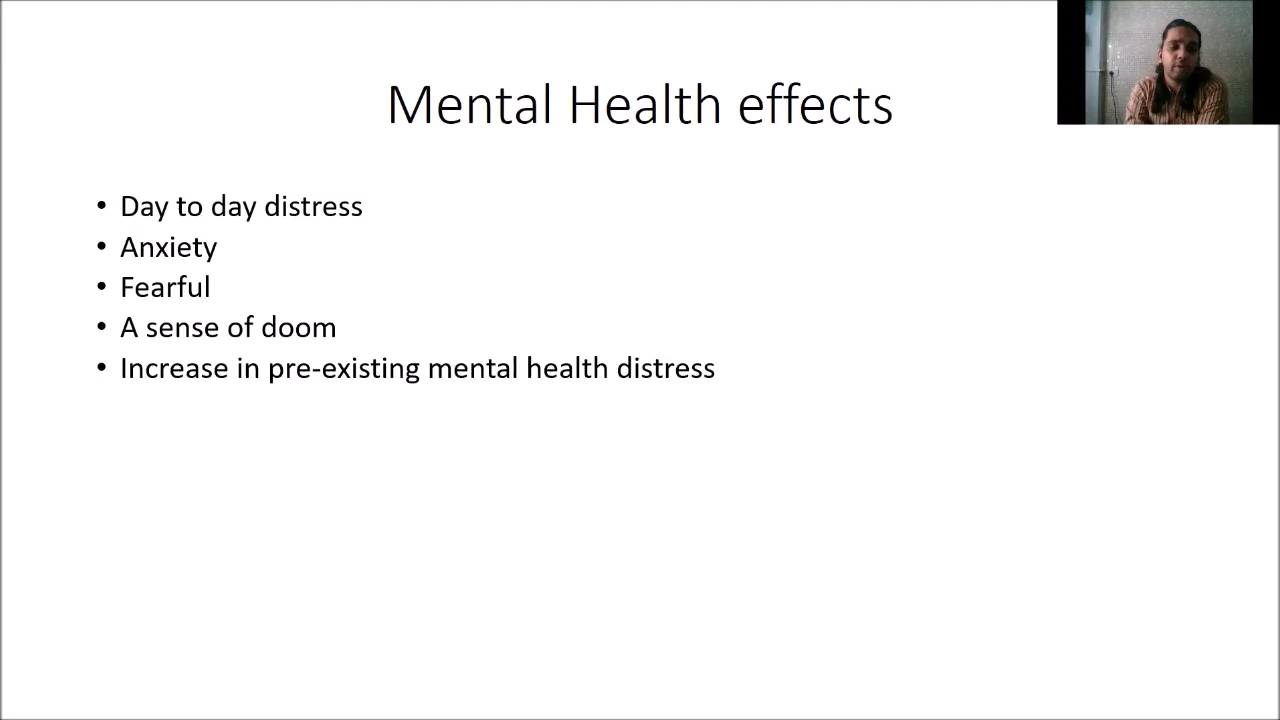 Mental Health effects
• Day to day distress
• Anxiety
• Fearful
• A sense of doom
• Increase in pre-existing mental health distress